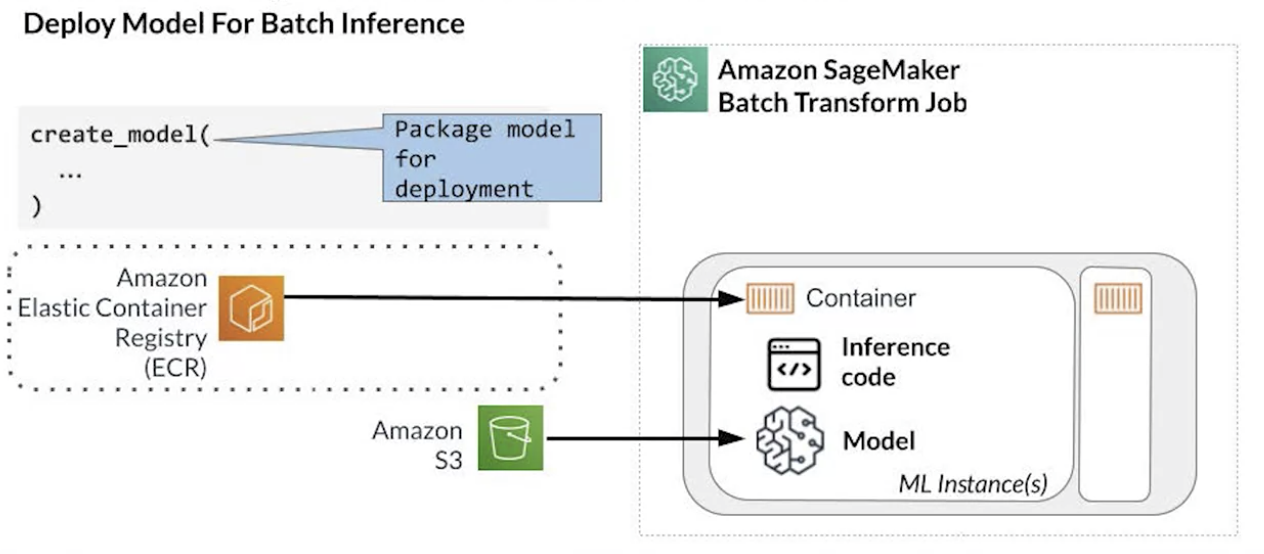 Deploy Model For Batch Inference
Amazon SageMaker
Batch Transform Job
create_model(
...
)
Package model
for
deployment
Amazon
Elastic Container
Registry
(ECR)
Container
Inference
code
Amazon
S3
Model
ML Instance(s)